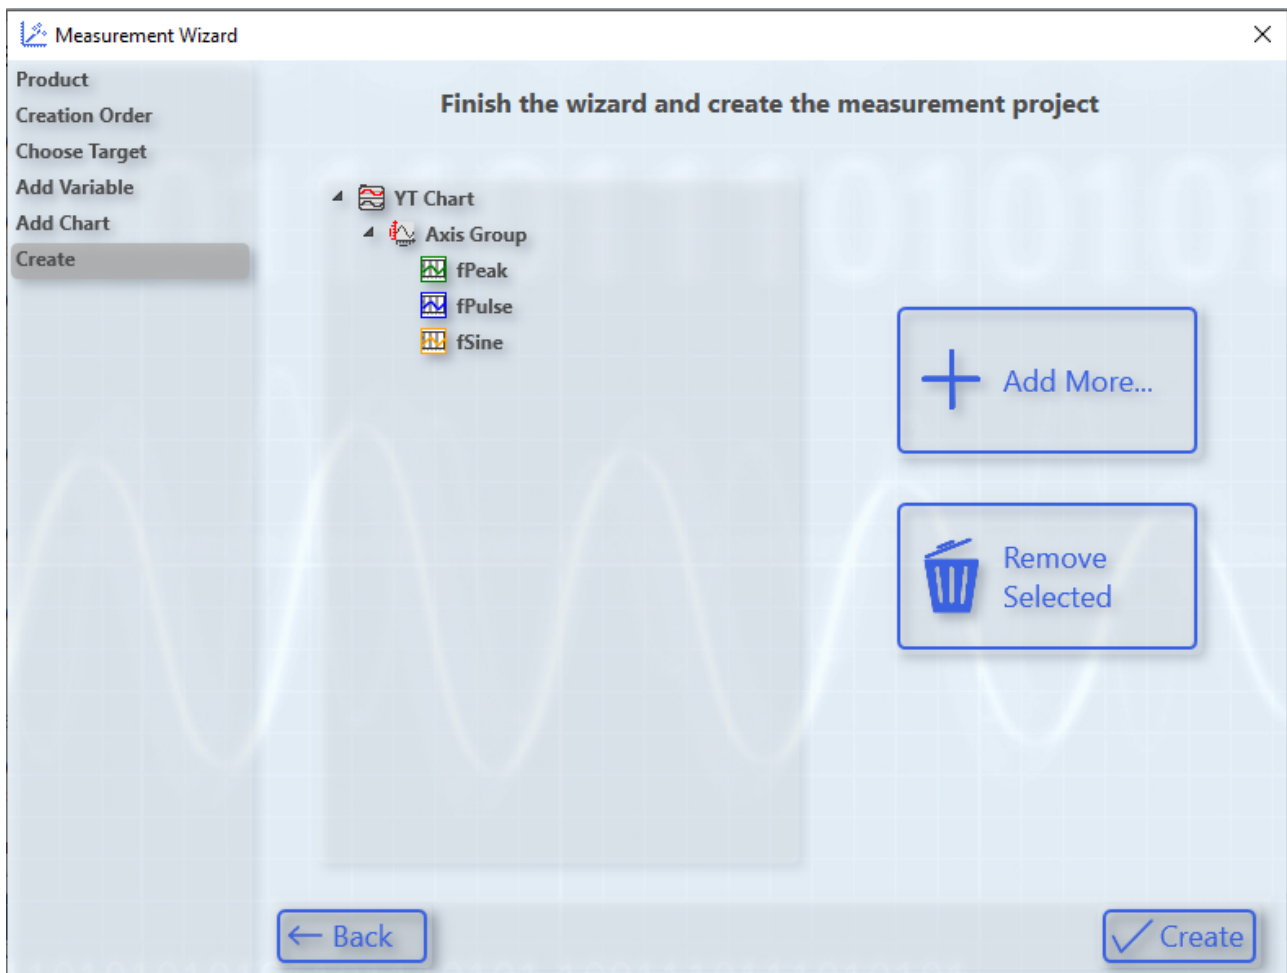 Measurement Wizard
Product
Creation Order
Choose Target
Add Variable
Add Chart
Create
Finish the wizard and create the measurement project
YT Chart
Axis Group
fPeak
fPulse
fSine
Add More...
Remove
Selected
Back
Create